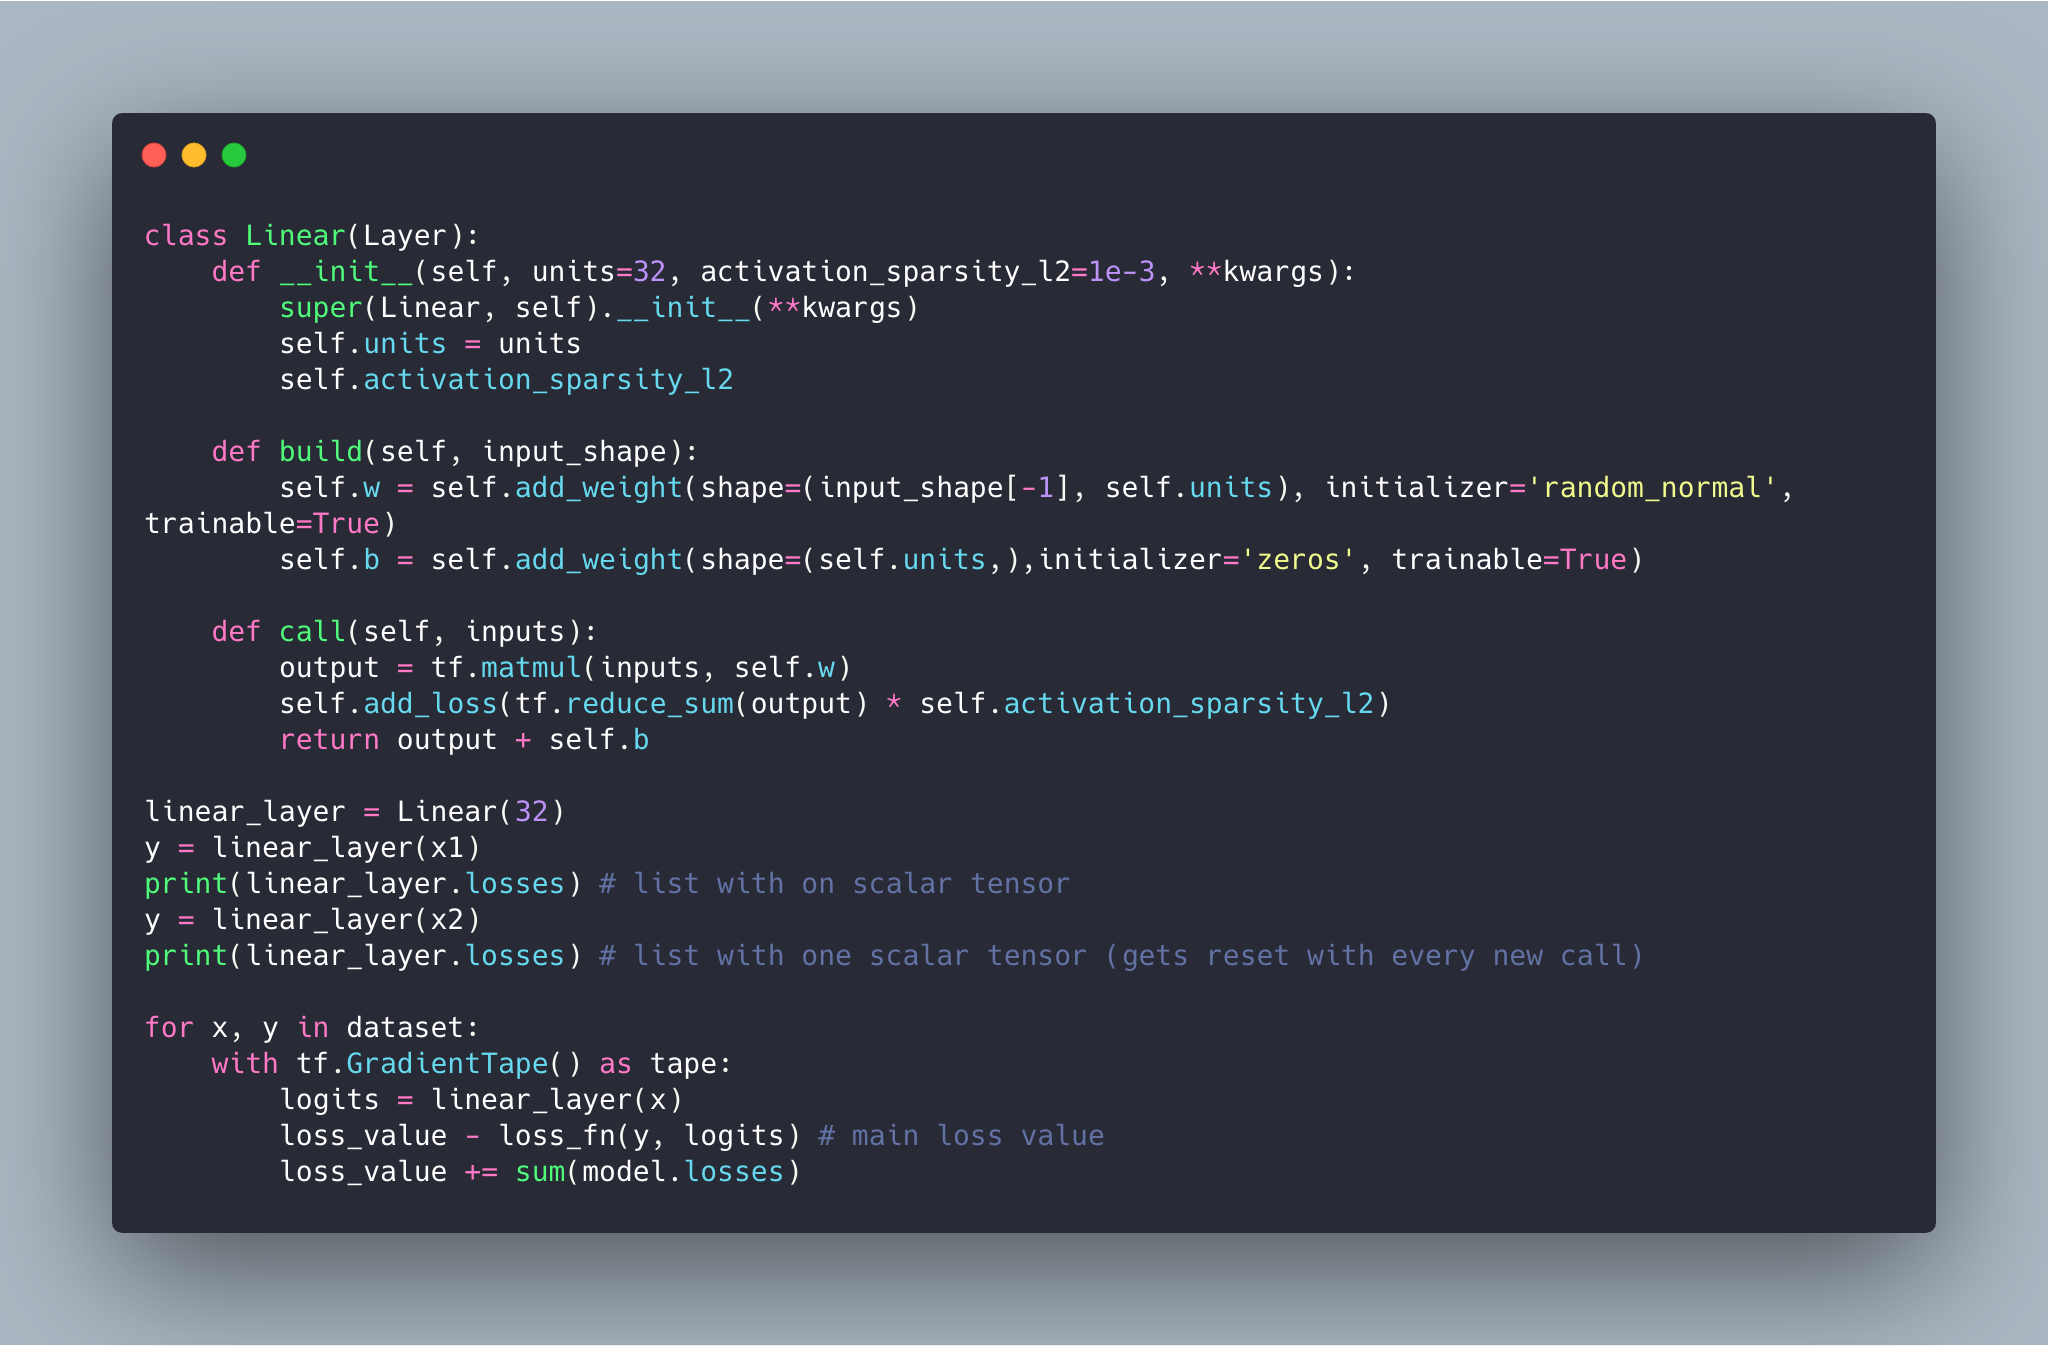 class Linear(Layer):
    def __init__(self, units=32, activation_sparsity_l2=1e-3, **kwargs):
        super(Linear, self).__init__(**kwargs)
        self.units = units
        self.activation_sparsity_l2

    def build(self, input_shape):
        self.w = self.add_weight(shape=(input_shape[-1], self.units), initializer='random_normal',
trainable=True)
        self.b = self.add_weight(shape=(self.units,),initializer='zeros', trainable=True)

    def call(self, inputs):
        output = tf.matmul(inputs, self.w)
        self.add_loss(tf.reduce_sum(output) * self.activation_sparsity_l2)
        return output + self.b

linear_layer = Linear(32)
y = linear_layer(x1)
print(linear_layer.losses) # list with on scalar tensor
y = linear_layer(x2)
print(linear_layer.losses) # list with one scalar tensor (gets reset with every new call)

for x, y in dataset:
    with tf.GradientTape() as tape:
        logits = linear_layer(x)
        loss_value - loss_fn(y, logits) # main loss value
        loss_value += sum(model.losses)